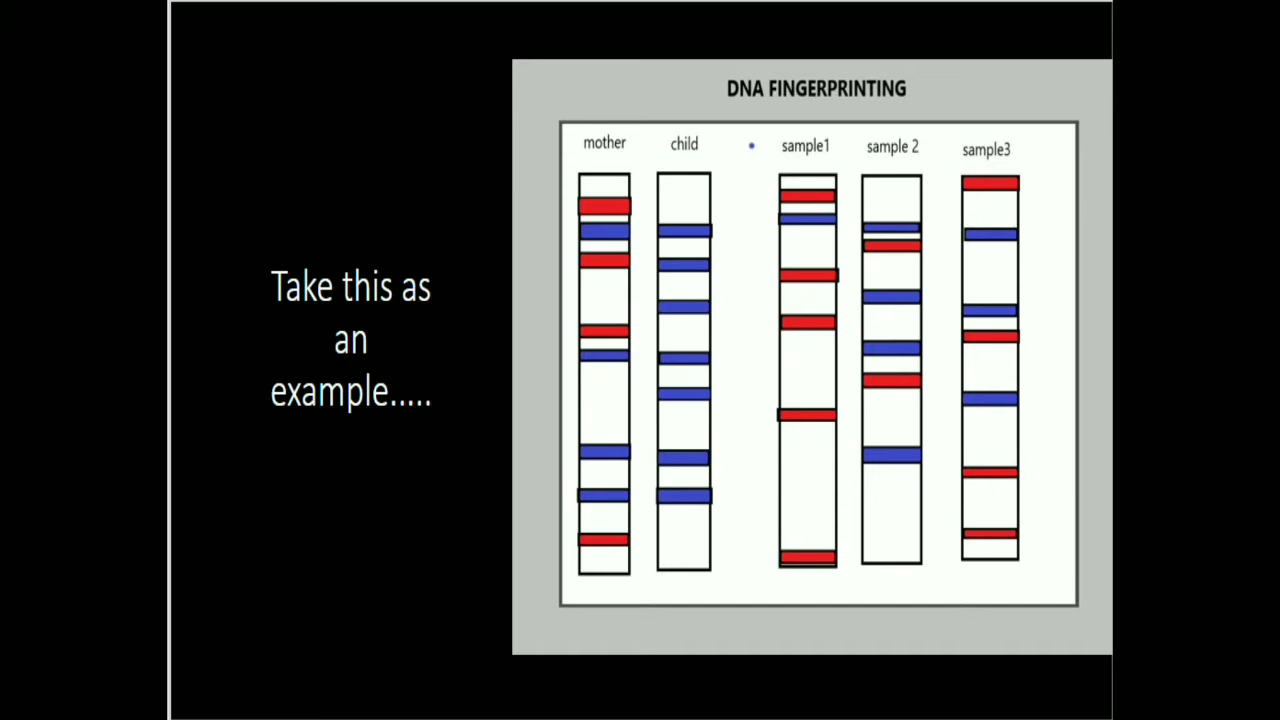 Take this as
an
example.....
DNA FINGERPRINTING
mother child sample1 sample 2 sample3